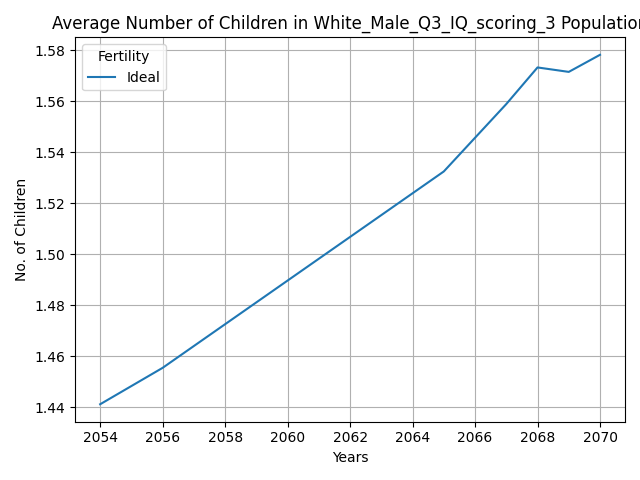 Average Number of Children in White_Male_Q3_IQ_scoring_3 Population
Fertility
Ideal
1.58
1.56
1.54
1.52
1.50
1.48
1.46
1.44
No. of Children
2054 2056 2058 2060 2062 2064 2066 2068 2070
Years